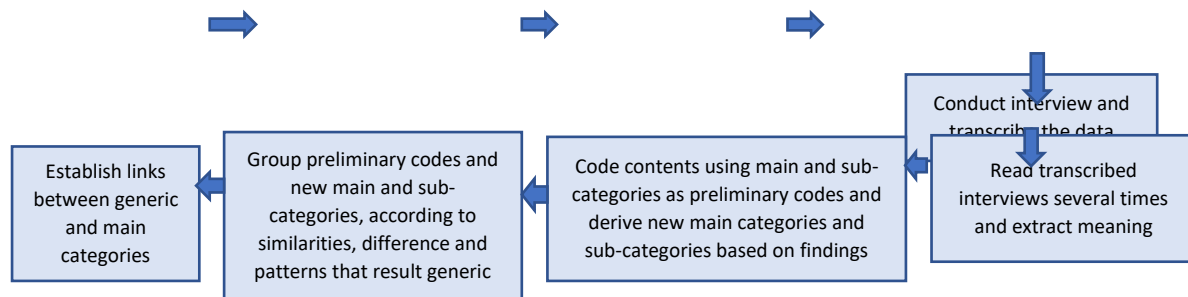 Conduct interview and
transcribe the data
Read transcribed
interviews several times
and extract meaning
Code contents using main and sub-
categories as preliminary codes and
derive new main categories and
sub-categories based on findings
Group preliminary codes and
new main and sub-
categories, according to
similarities, difference and
patterns that result generic
Establish links
between generic
and main
categories